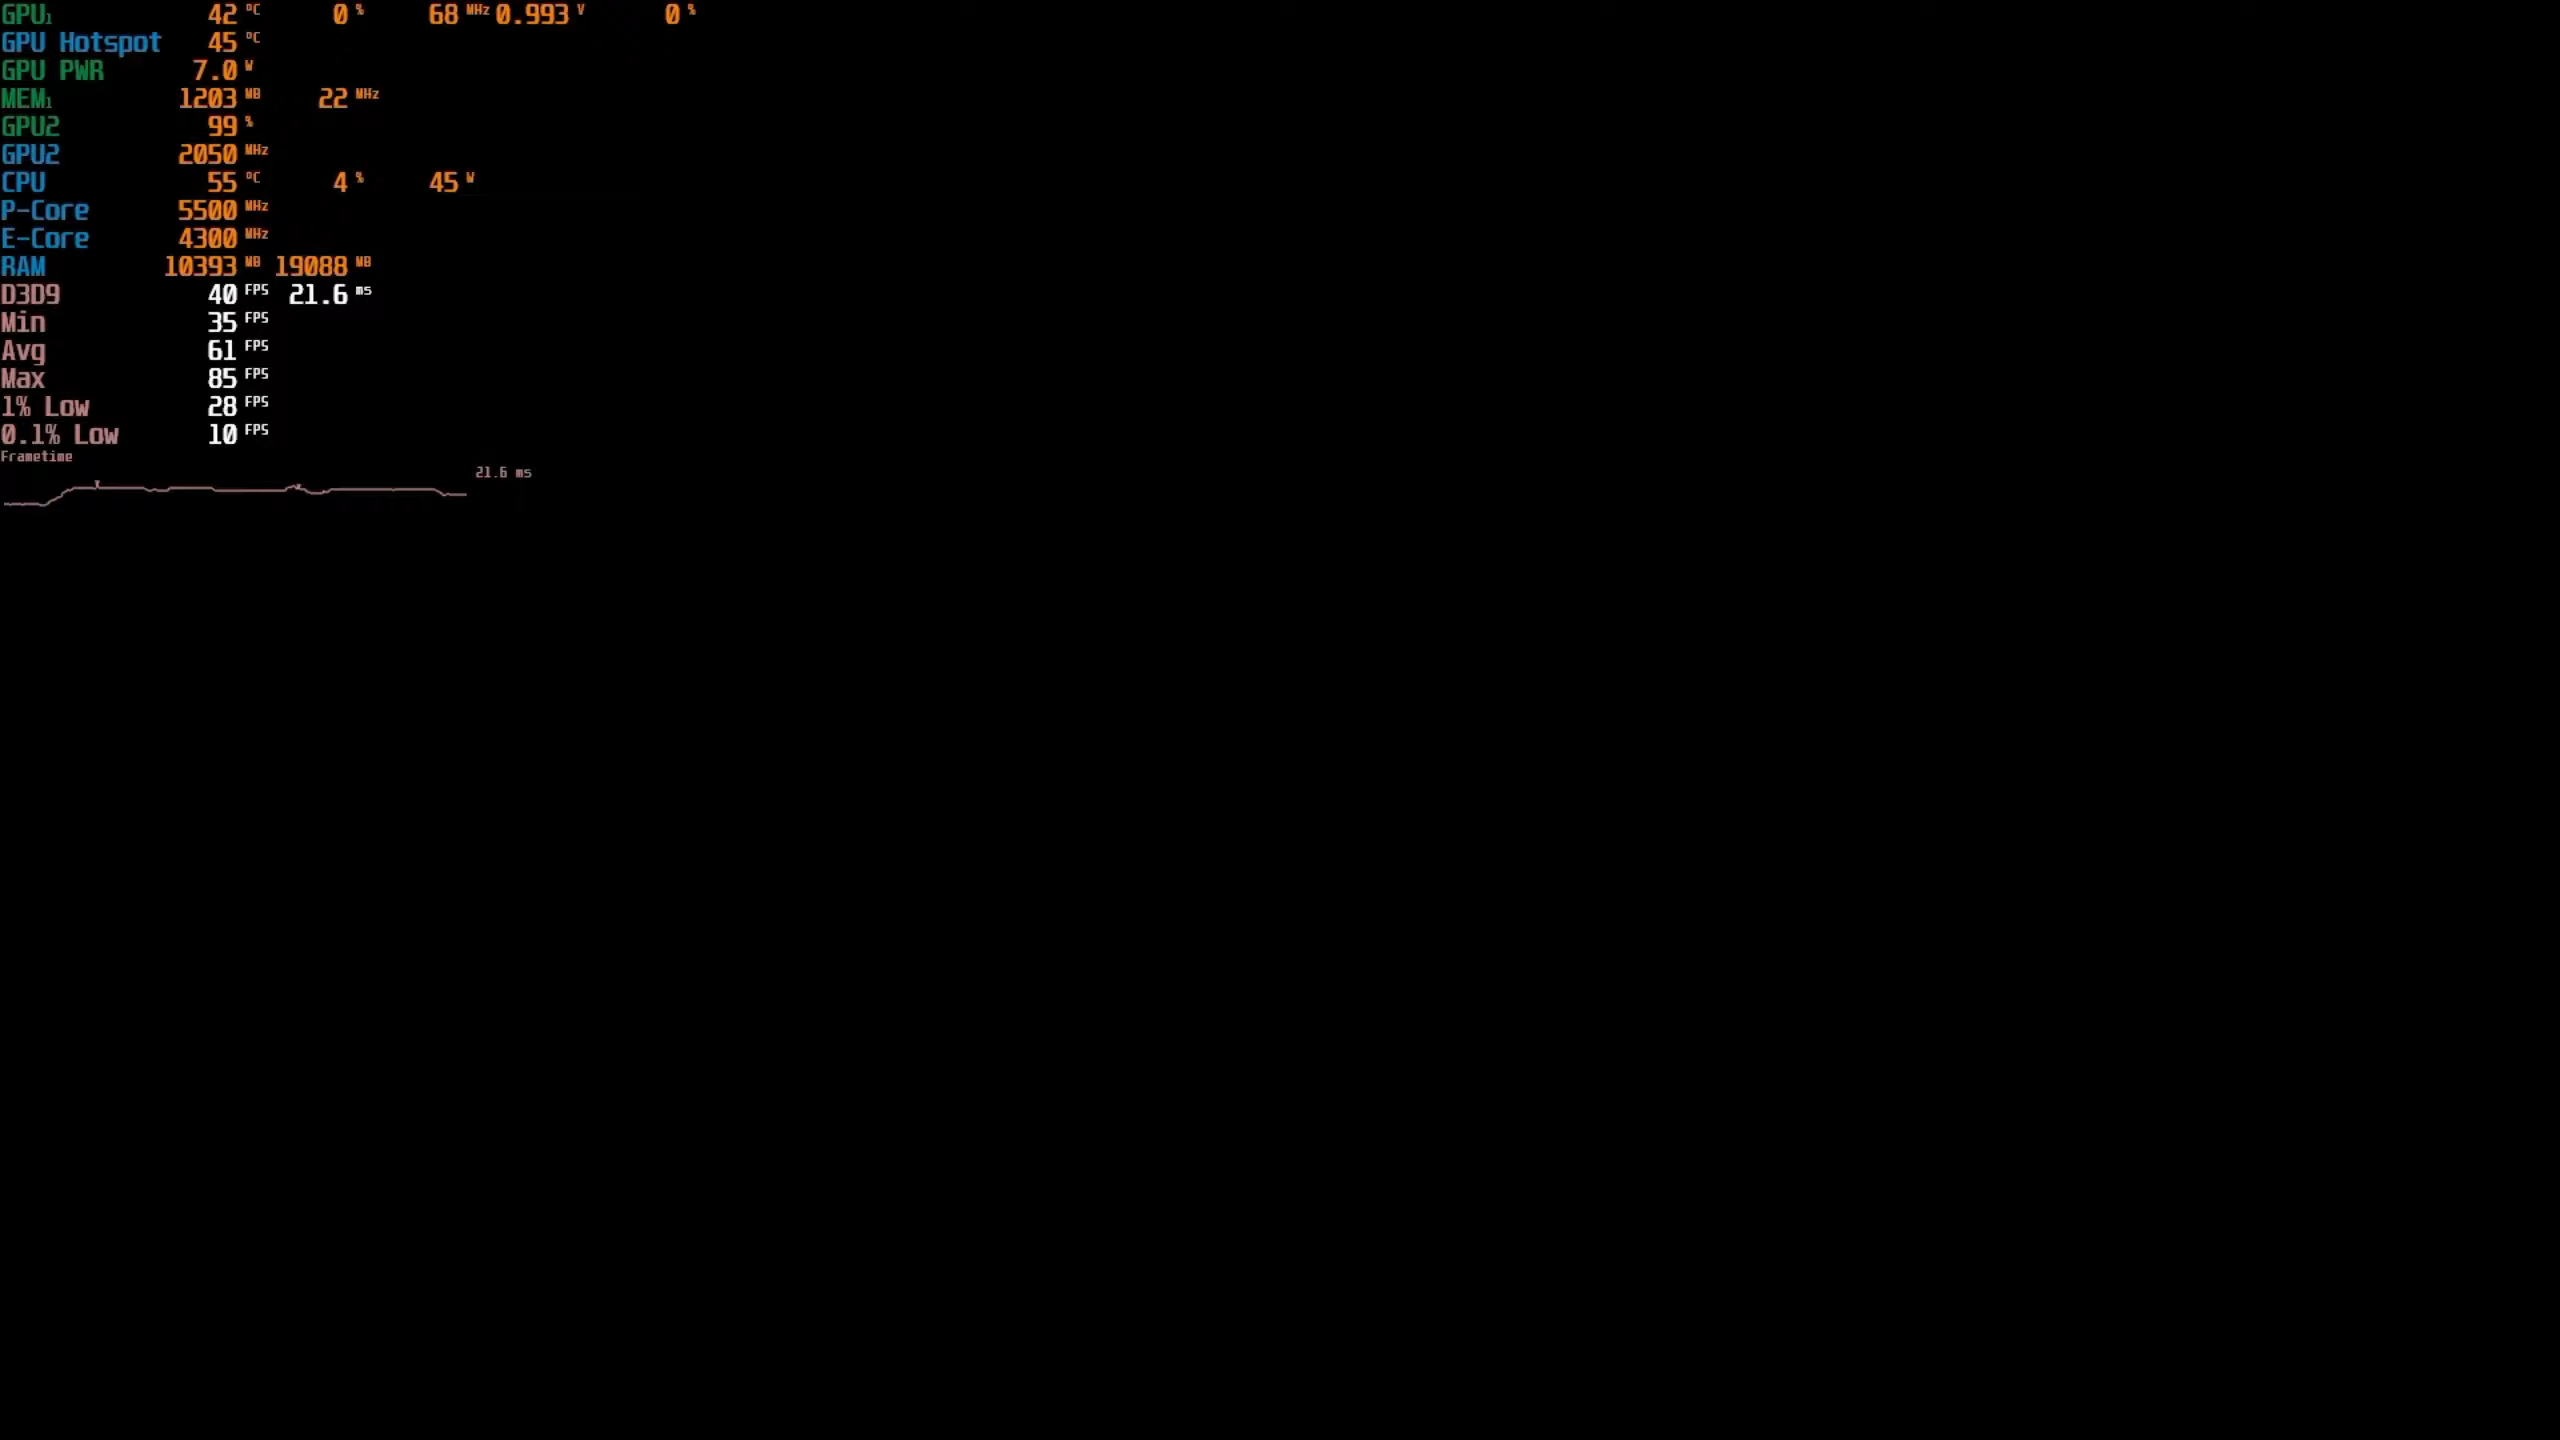 GPU1 42 °C 0 % 68 MHz 0.993 V 0 %
GPU Hotspot 45 °C
GPU PWR 7.0 W
MEM1 1203 MB 22 MHz
GPU2 99 %
GPU2 2050 MHz
CPU 55 °C 4 % 45 W
P-Core 5500 MHz
E-Core 4300 MHz
RAM 10393 MB 19088 MB
D3D9 40 FPS 21.6 ms
Min 35 FPS
Avg 61 FPS
Max 85 FPS
1% Low 28 FPS
0.1% Low 10 FPS
Frametime
21.6 ms